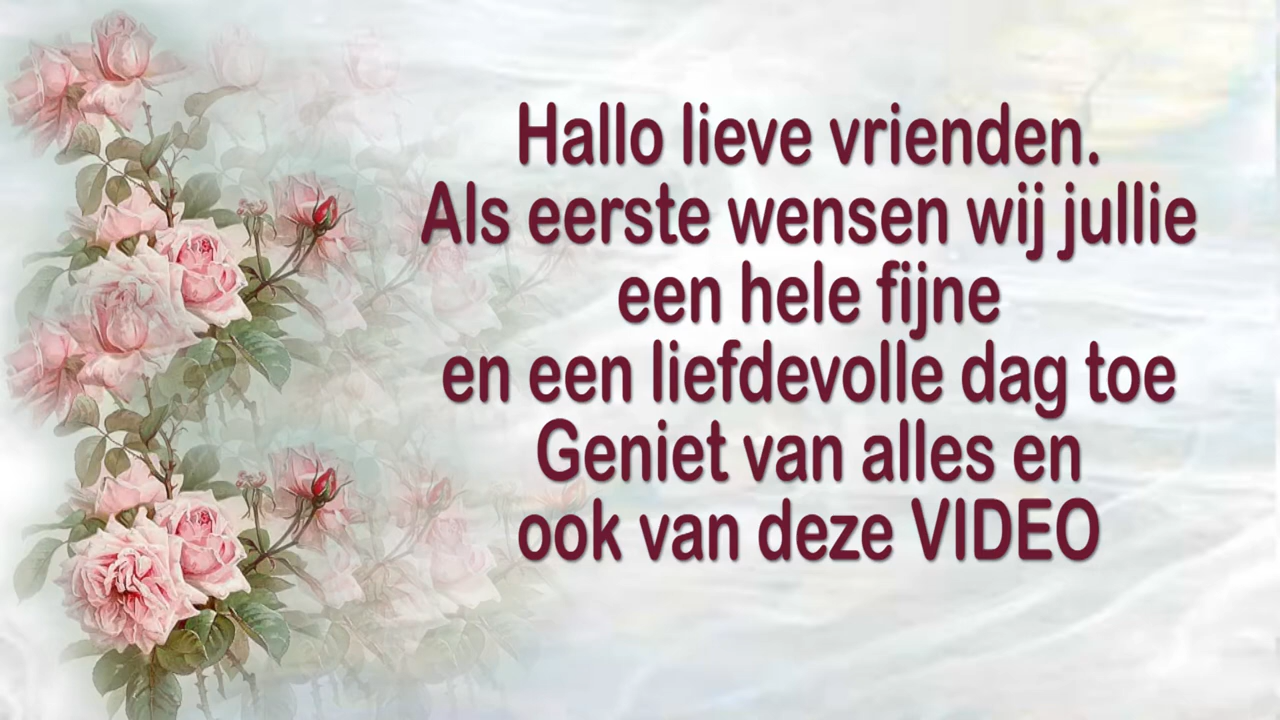 Hallo lieve vrienden.
Als eerste wensen wij jullie
een hele fijne
en een liefdevolle dag toe
Geniet van alles en
ook van deze VIDEO